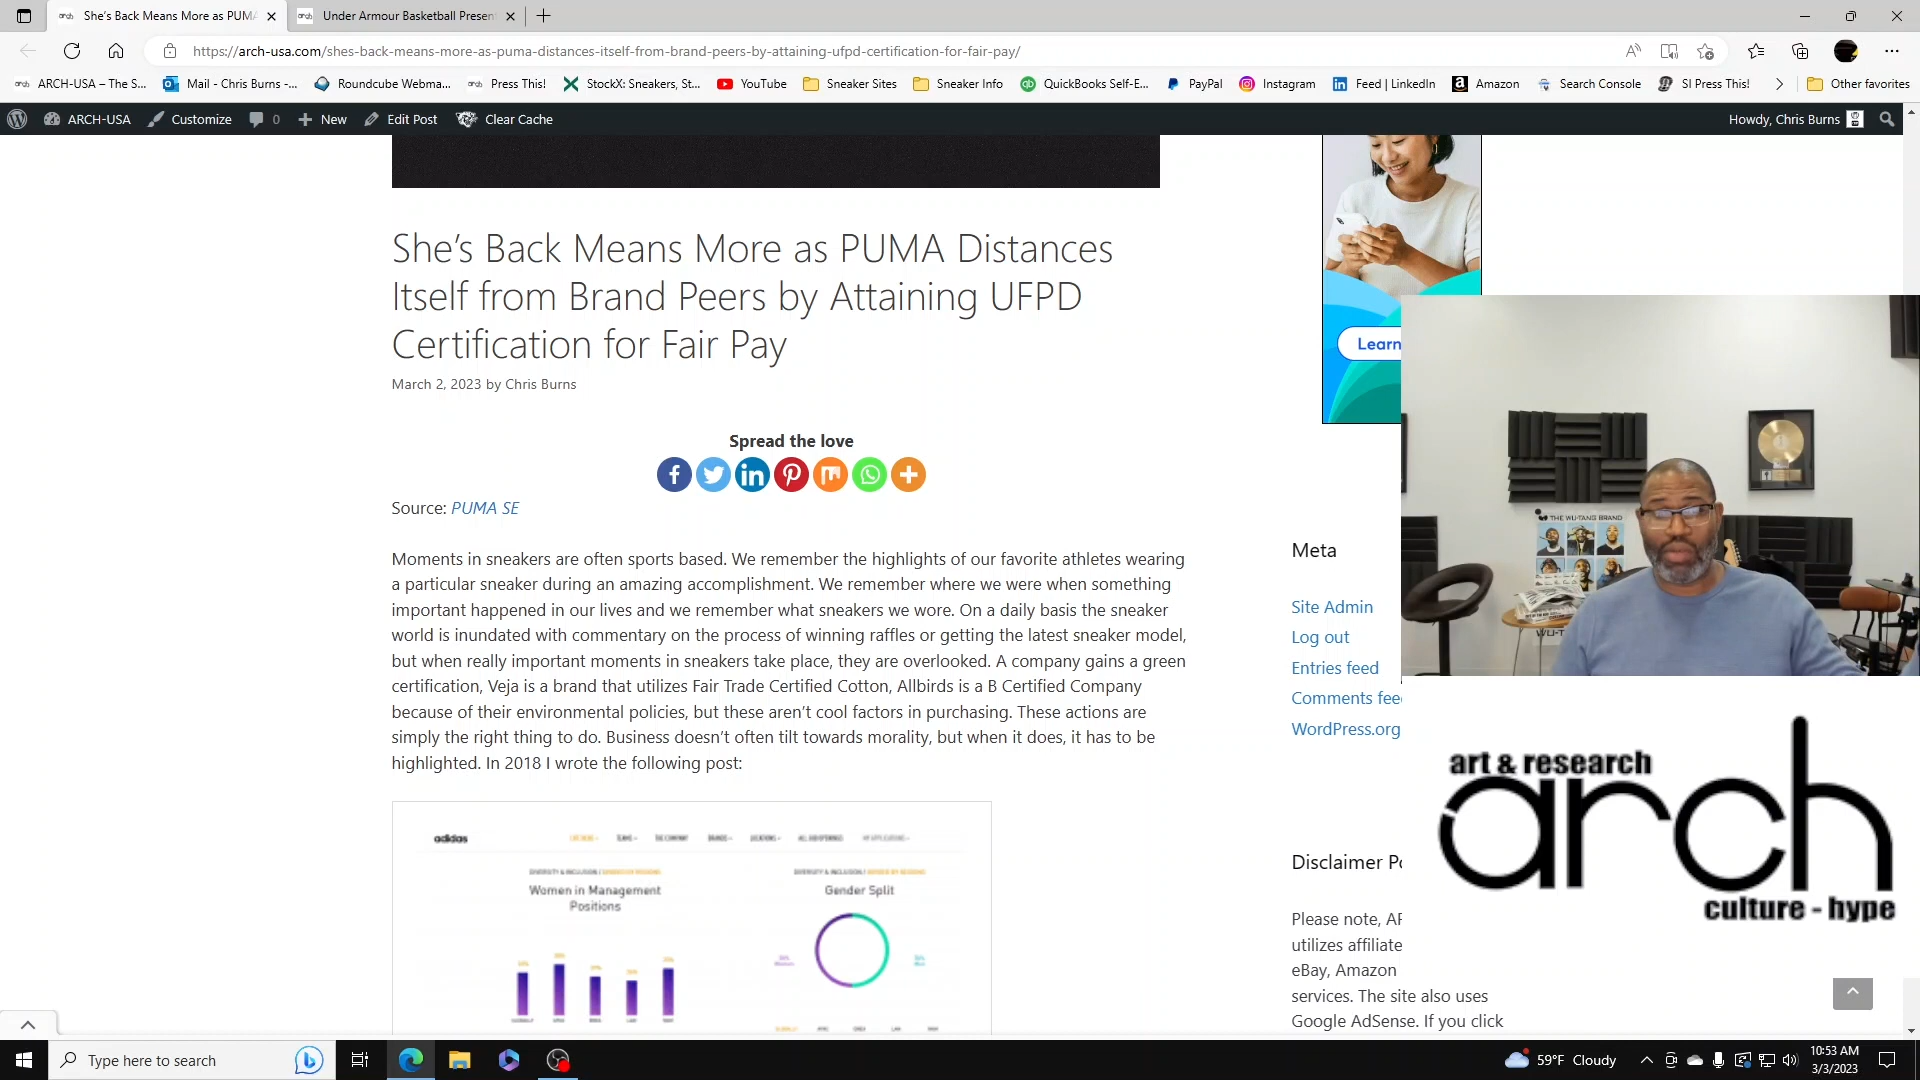 She's Back Means More as PUMA
Under Armour Basketball Presen
https://arch-usa.com/shes-back-means-more-as-puma-distances-itself-from-brand-peers-by-attaining-ufpd-certification-for-fair-pay/
ARCH-USA – The S... Mail - Chris Burns -... Roundcube Webma... Press This! StockX: Sneakers, St... YouTube Sneaker Sites Sneaker Info QuickBooks Self-E... PayPal Instagram Feed | LinkedIn Amazon Search Console SI Press This! Other favorites
ARCH-USA Customize 0 New Edit Post Clear Cache Howdy, Chris Burns
She's Back Means More as PUMA Distances
Itself from Brand Peers by Attaining UFPD
Certification for Fair Pay
March 2, 2023 by Chris Burns
Spread the love
Source: PUMA SE
Moments in sneakers are often sports based. We remember the highlights of our favorite athletes wearing
a particular sneaker during an amazing accomplishment. We remember where we were when something
important happened in our lives and we remember what sneakers we wore. On a daily basis the sneaker
world is inundated with commentary on the process of winning raffles or getting the latest sneaker model,
but when really important moments in sneakers take place, they are overlooked. A company gains a green
certification, Veja is a brand that utilizes Fair Trade Certified Cotton, Allbirds is a B Certified Company
because of their environmental policies, but these aren't cool factors in purchasing. These actions are
simply the right thing to do. Business doesn't often tilt towards morality, but when it does, it has to be
highlighted. In 2018 I wrote the following post:
adidas
Women in Management
Positions
Gender Split
Learn
THE WU-TANG BRAND
WU-T
Meta
Site Admin
Log out
Entries feed
Comments fee
WordPress.org
Disclaimer Po
Please note, AR
utilizes affiliate
eBay, Amazon
services. The site also uses
Google AdSense. If you click
art & research
arch
culture - hype
Type here to search
59°F Cloudy
10:53 AM
3/3/2023